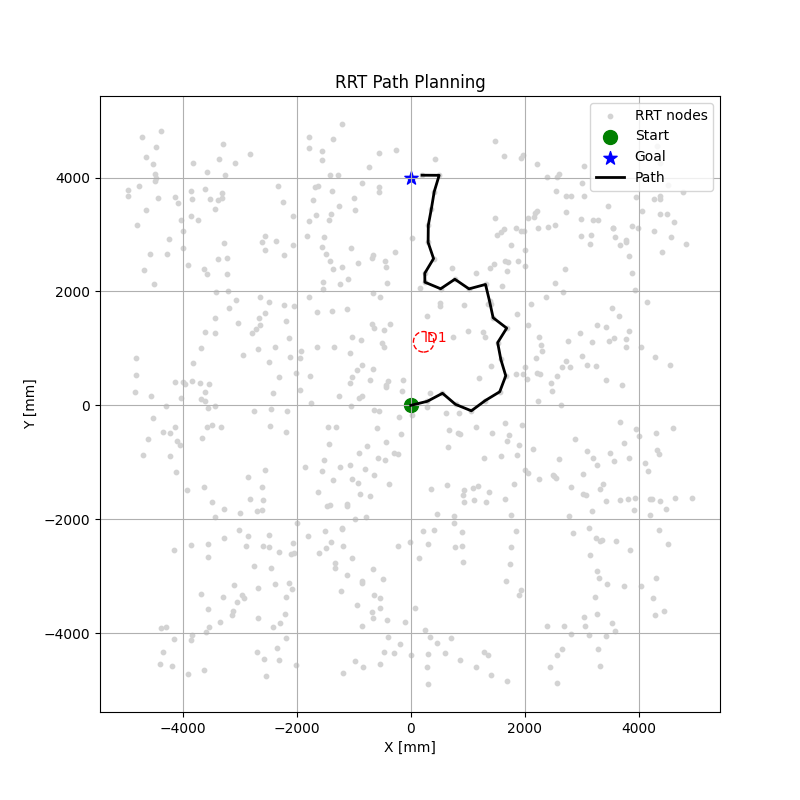 RRT Path Planning
RRT nodes
Start
Goal
Path
Y [mm]
4000
2000
0
−2000
−4000
ID1
−4000 −2000 0 2000 4000
X [mm]